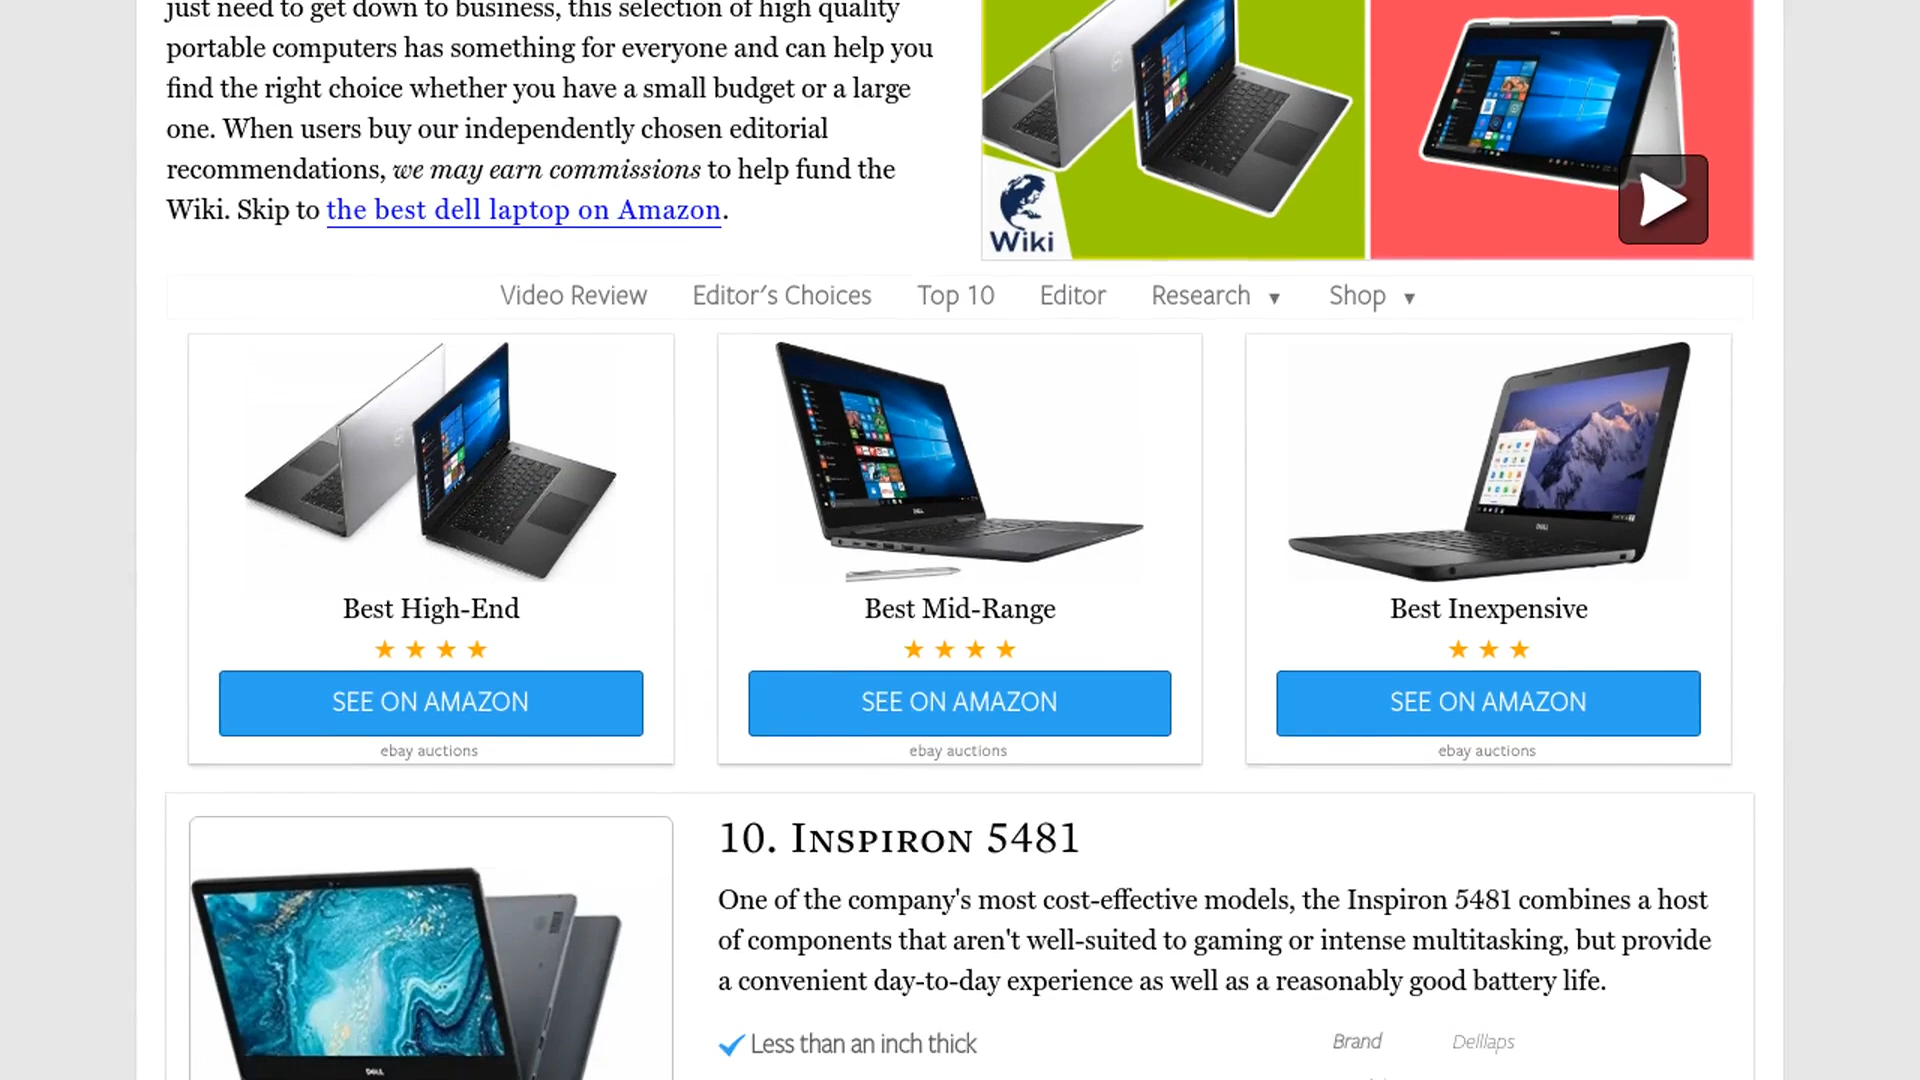 just need to get down to business, this selection of high quality
portable computers has something for everyone and can help you
find the right choice whether you have a small budget or a large
one. When users buy our independently chosen editorial
recommendations, we may earn commissions to help fund the
Wiki. Skip to the best dell laptop on Amazon.
Wiki
Video Review Editor's Choices Top 10 Editor Research ▼ Shop ▼
Best High-End
★ ★ ★ ★
SEE ON AMAZON
ebay auctions
Best Mid-Range
★ ★ ★ ★
SEE ON AMAZON
ebay auctions
Best Inexpensive
★ ★ ★
SEE ON AMAZON
ebay auctions
10. Inspiron 5481
One of the company's most cost-effective models, the Inspiron 5481 combines a host
of components that aren't well-suited to gaming or intense multitasking, but provide
a convenient day-to-day experience as well as a reasonably good battery life.
Less than an inch thick
Brand Delllaps
DELL